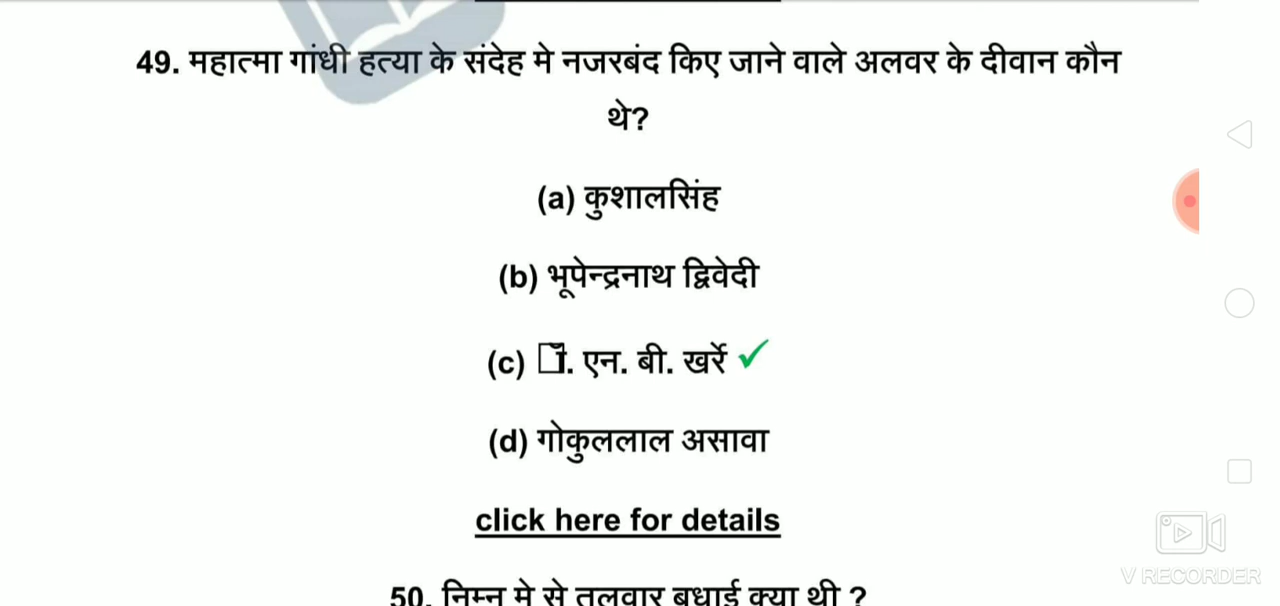 49. महात्मा गांधी हत्या के संदेह मे नजरबंद किए जाने वाले अलवर के दीवान कौन
थे?
(a) कुशालसिंह
(b) भूपेन्द्रनाथ द्विवेदी
(c) एन. बी. खर्रे
(d) गोकुललाल असावा
click here for details
50. निम्न मे से तलवार बधाई क्या थी ?
V RECORDER